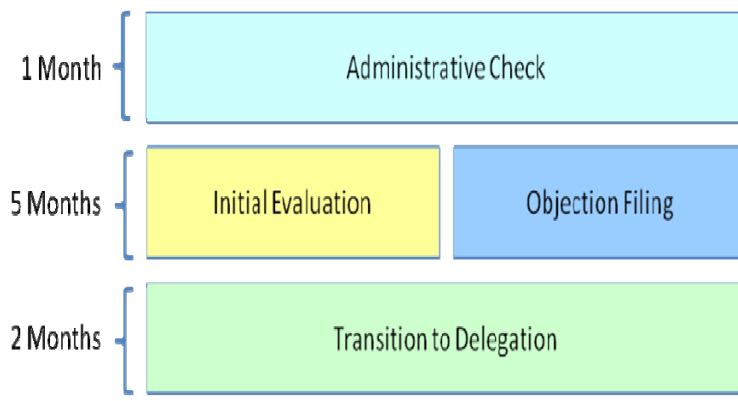 1 Month
Administrative Check
5 Months
Initial Evaluation
Objection Filing
2 Months
Transition to Delegation